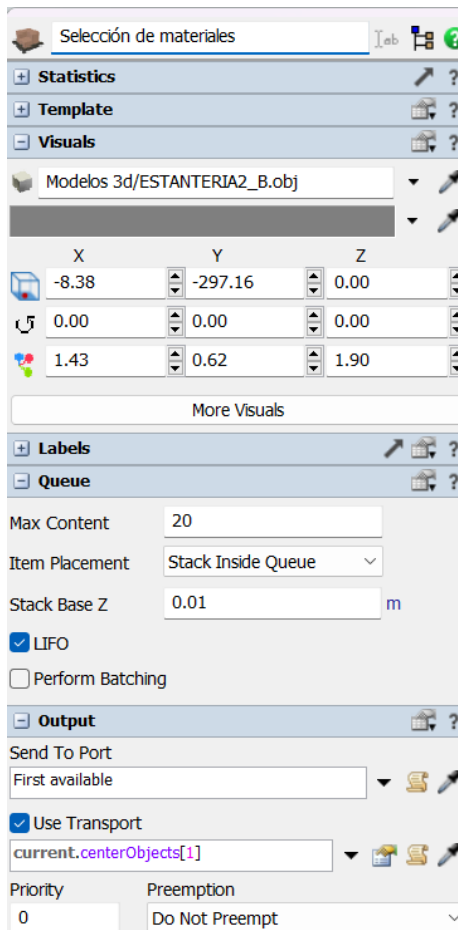 Selección de materiales
Statistics ?
Template ?
Visuals ?
Modelos 3d/ESTANTERIA2_B.obj
X Y Z
-8.38 -297.16 0.00
0.00 0.00 0.00
1.43 0.62 1.90
More Visuals
Labels ?
Queue ?
Max Content 20
Item Placement Stack Inside Queue
Stack Base Z 0.01 m
LIFO
Perform Batching
Output ?
Send To Port
First available
Use Transport
current.centerObjects[1]
Priority Preemption
0 Do Not Preempt